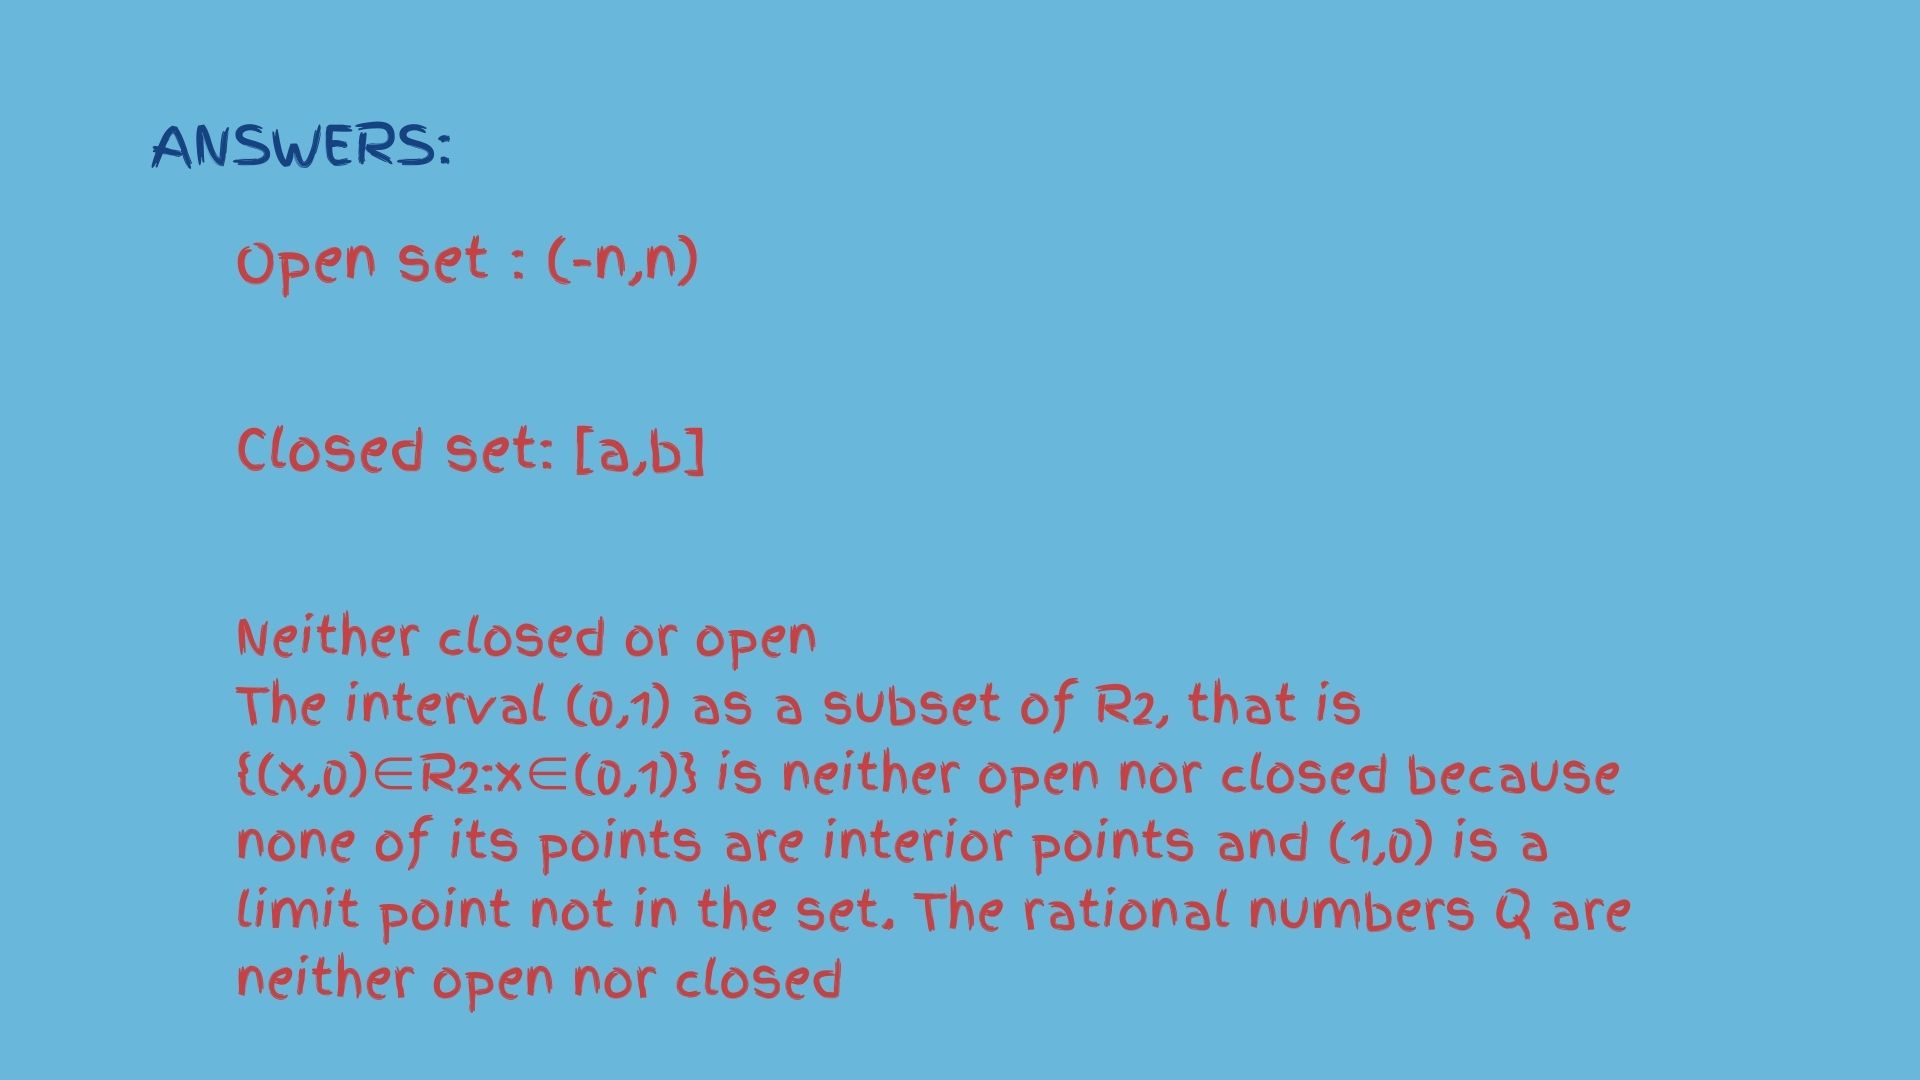 ANSWERS:
Open set : (-n,n)
Closed set: [a,b]
Neither closed or open
The interval (0,1) as a subset of R2, that is
{(x,0)∈R2:x∈(0,1)} is neither open nor closed because
none of its points are interior points and (1,0) is a
limit point not in the set. The rational numbers Q are
neither open nor closed